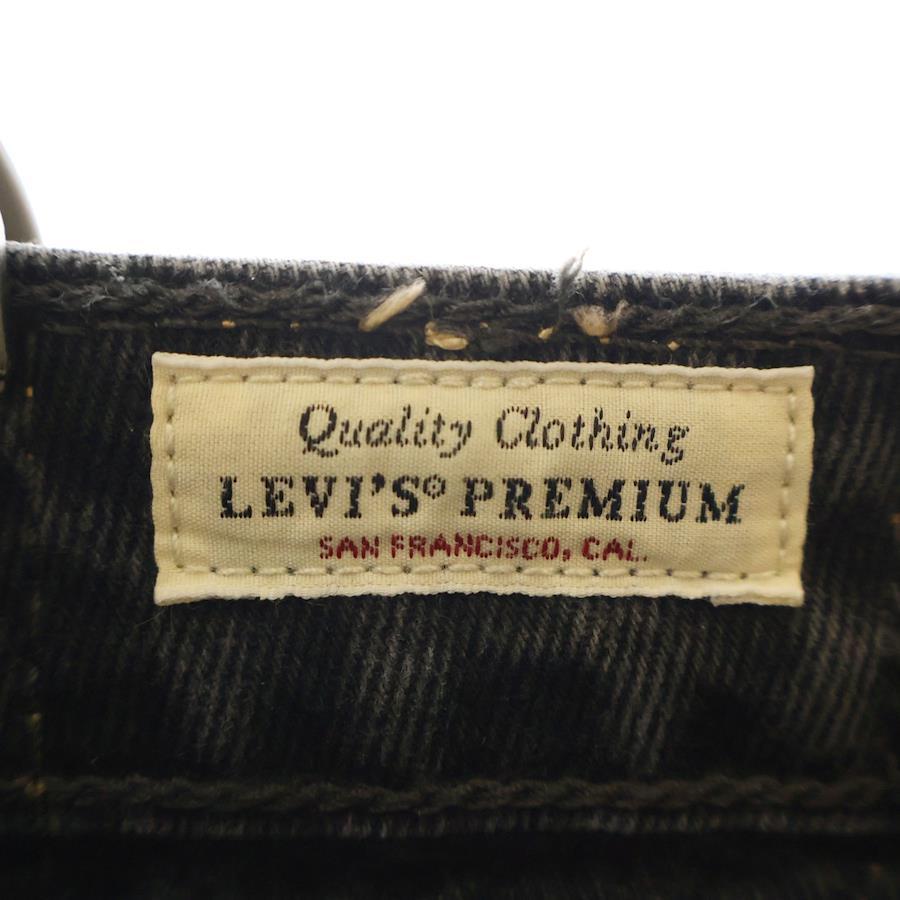 Quality Clothing
LEVI'S® PREMIUM
SAN FRANCISCO, CAL.